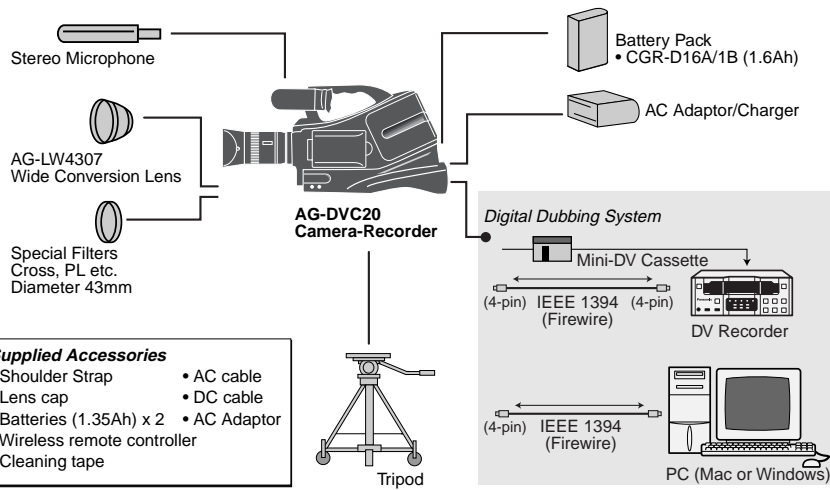 Stereo Microphone
Battery Pack
• CGR-D16A/1B (1.6Ah)
AC Adaptor/Charger
AG-LW4307
Wide Conversion Lens
AG-DVC20
Camera-Recorder
Special Filters
Cross, PL etc.
Diameter 43mm
Digital Dubbing System
Mini-DV Cassette
(4-pin) IEEE 1394 (4-pin)
(Firewire)
DV Recorder
Supplied Accessories
Shoulder Strap • AC cable
Lens cap • DC cable
Batteries (1.35Ah) x 2 • AC Adaptor
Wireless remote controller
Cleaning tape
Tripod
(4-pin) IEEE 1394
(Firewire)
PC (Mac or Windows)